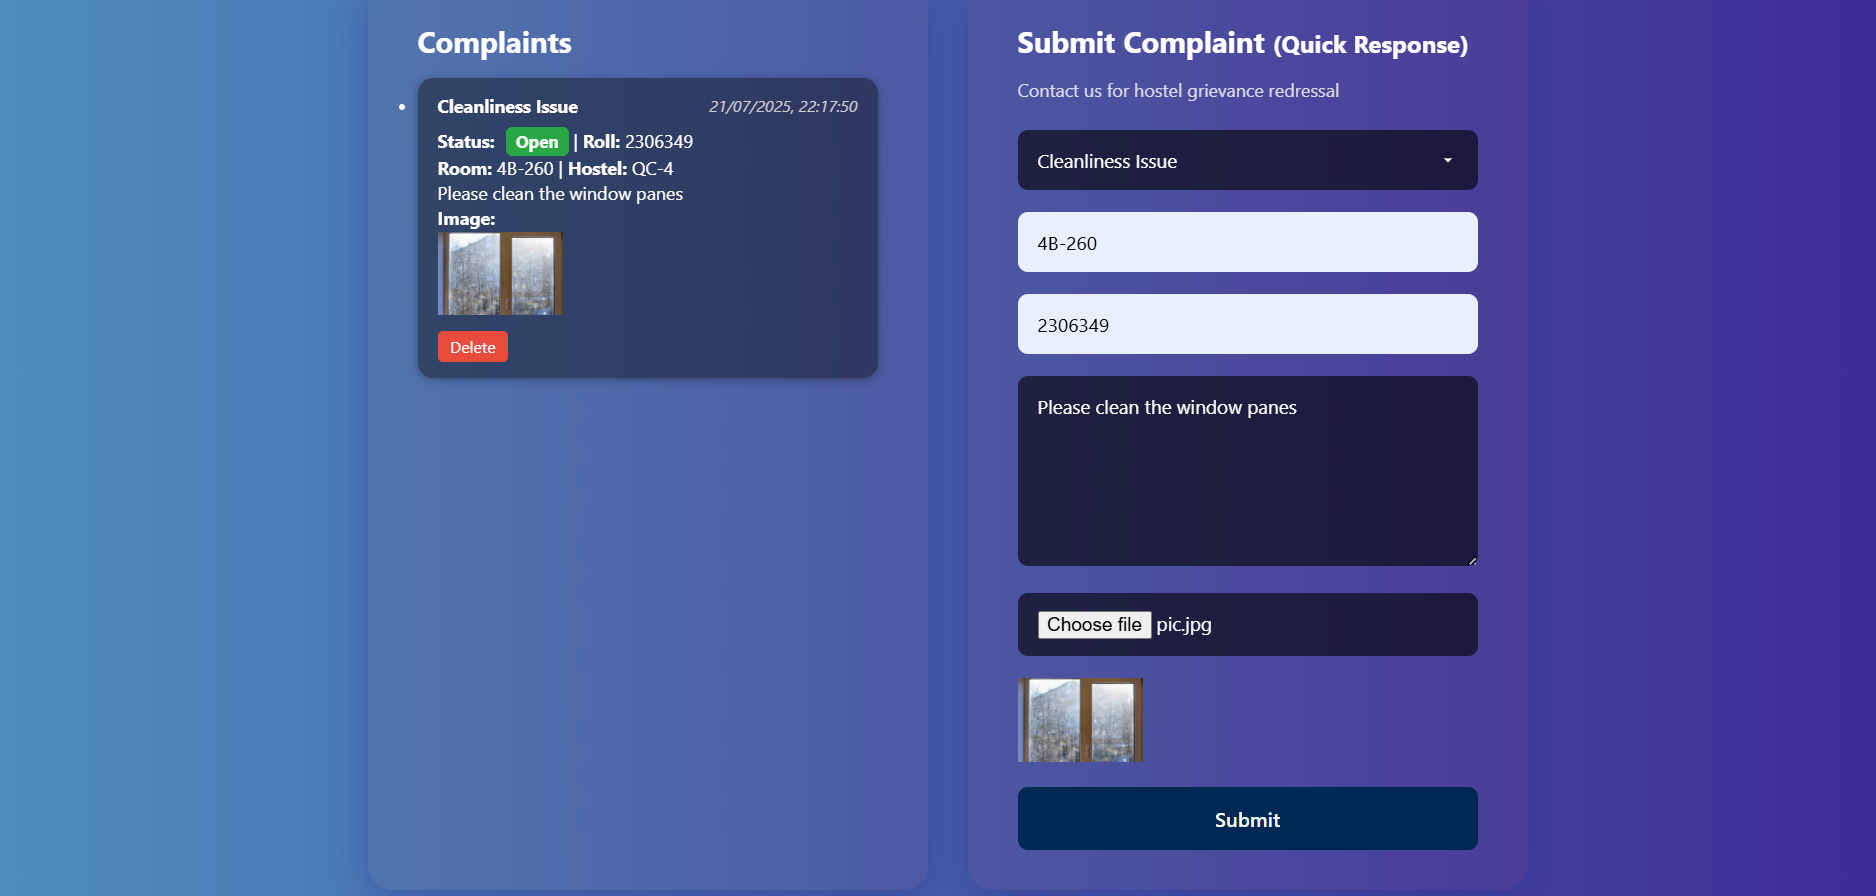 Complaints
Cleanliness Issue 21/07/2025, 22:17:50
Status: Open | Roll: 2306349
Room: 4B-260 | Hostel: QC-4
Please clean the window panes
Image:
Delete
Submit Complaint (Quick Response)
Contact us for hostel grievance redressal
Cleanliness Issue
4B-260
2306349
Please clean the window panes
Choose file pic.jpg
Submit